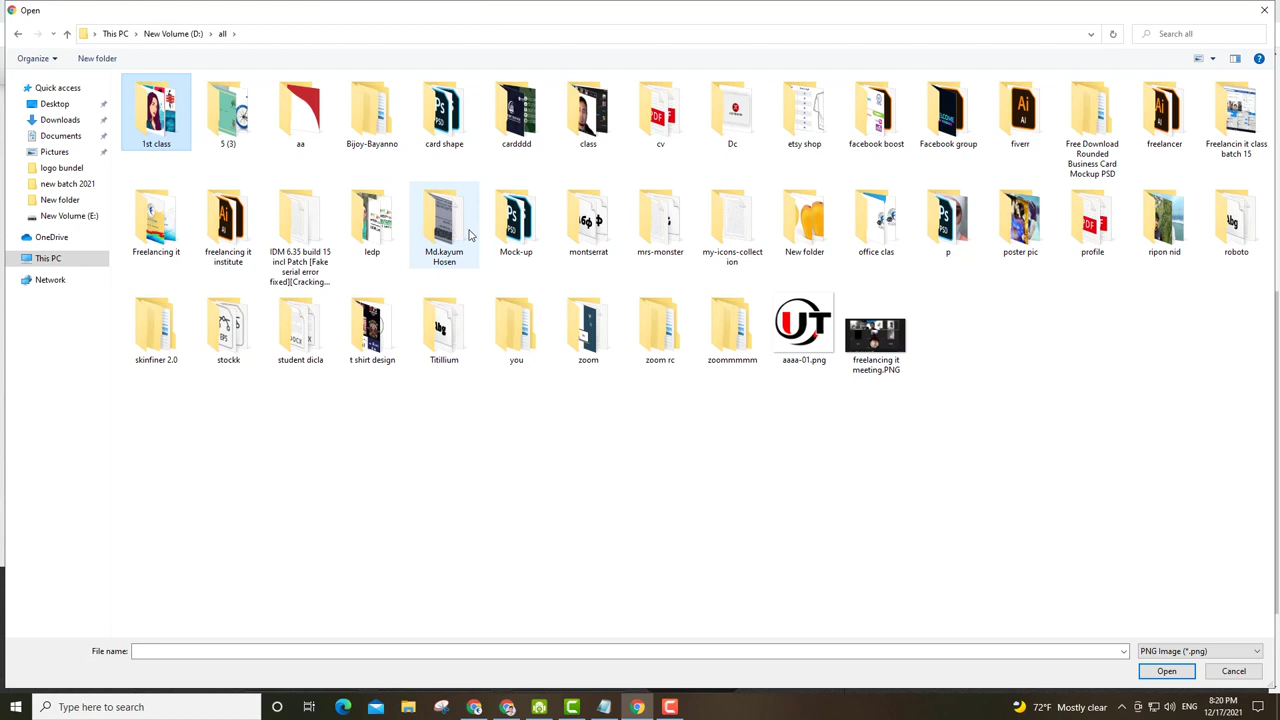 Open
This PC > New Volume (D:) > all >
Search all
Organize
New folder
Quick access
Desktop
Downloads
Documents
Pictures
logo bundel
new batch 2021
New folder
New Volume (E:)
OneDrive
This PC
Network
1st class
5 (3)
aa
Bijoy-Bayanno
card shape
cardddd
class
cv
Dc
etsy shop
facebook boost
Facebook group
fiverr
Free Download
Rounded
Business Card
Mockup PSD
freelancer
Freelancin it class
batch 15
Freelancing it
freelancing it
institute
IDM 6.35 build 15
incl Patch [Fake
serial error
fixed][Cracking...
ledp
Md.kayum
Hosen
Mock-up
montserrat
mrs-monster
my-icons-collect
ion
New folder
office clas
p
poster pic
profile
ripon nid
roboto
skinfiner 2.0
stockk
student dicla
t shirt design
Titillium
you
zoom
zoom rc
zoommmmm
aaaa-01.png
freelancing it
meeting.PNG
File name:
PNG Image (*.png)
Open
Cancel
Type here to search
72°F Mostly clear
ENG
8:20 PM
12/17/2021